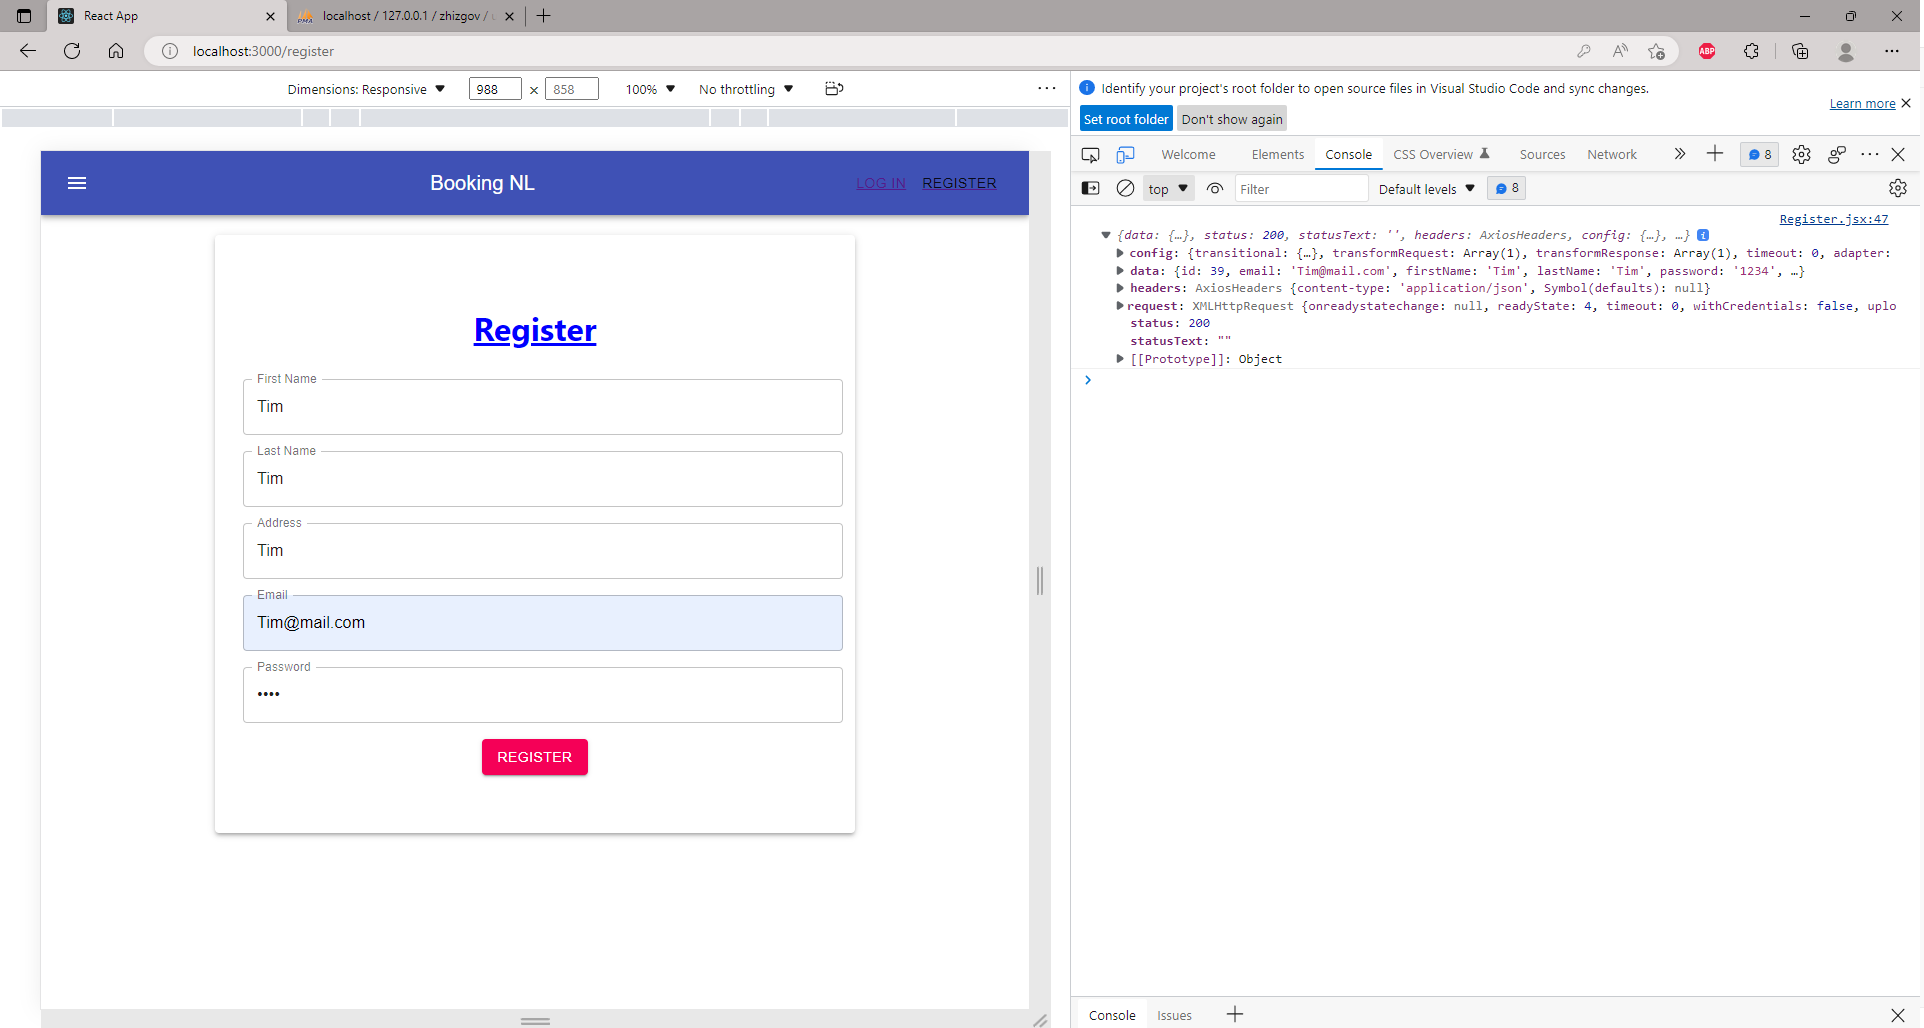 React App
localhost / 127.0.0.1 / zhizgov /
localhost:3000/register
ABP
Dimensions: Responsive
988 × 858
100%
No throttling
Identify your project's root folder to open source files in Visual Studio Code and sync changes.
Learn more
Set root folder
Don't show again
Welcome
Elements
Console
CSS Overview
Sources
Network
8
top
Filter
Default levels
8
Booking NL
LOG IN
REGISTER
Register
First Name
Tim
Last Name
Tim
Address
Tim
Email
Tim@mail.com
Password
••••
REGISTER
Register.jsx:47
{data: {…}, status: 200, statusText: '', headers: AxiosHeaders, config: {…}, …}
config: {transitional: {…}, transformRequest: Array(1), transformResponse: Array(1), timeout: 0, adapter:
data: {id: 39, email: 'Tim@mail.com', firstName: 'Tim', lastName: 'Tim', password: '1234', …}
headers: AxiosHeaders {content-type: 'application/json', Symbol(defaults): null}
request: XMLHttpRequest {onreadystatechange: null, readyState: 4, timeout: 0, withCredentials: false, uplo
status: 200
statusText: ""
[[Prototype]]: Object
Console
Issues